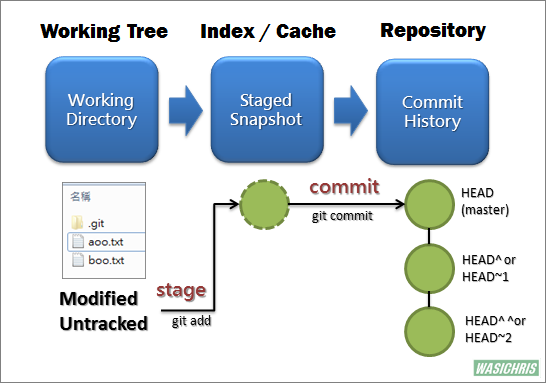 Working Tree
Index / Cache
Repository
Working
Directory
Staged
Snapshot
Commit
History
名稱
.git
aoo.txt
boo.txt
Modified
Untracked
stage
git add
commit
git commit
HEAD
(master)
HEAD^ or
HEAD~1
HEAD^ ^or
HEAD~2
WASICHRIS